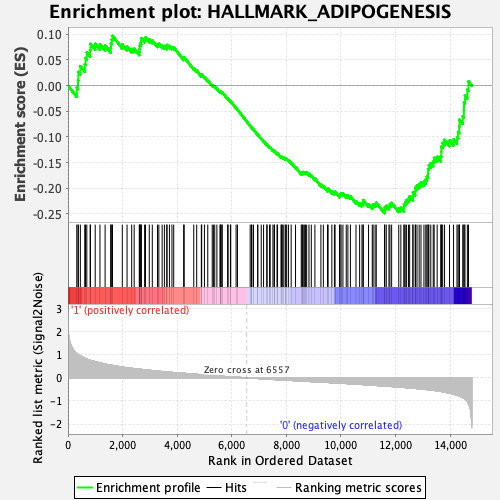 Enrichment plot: HALLMARK_ADIPOGENESIS
Enrichment score (ES)
0.10
0.05
0.00
-0.05
-0.10
-0.15
-0.20
-0.25
'1' (positively correlated)
Ranked list metric (Signal2Noise)
3
2
1
0
-1
-2
Zero cross at 6557
'0' (negatively correlated)
0
2,000
4,000
6,000
8,000
10,000
12,000
14,000
Rank in Ordered Dataset
Enrichment profile
Hits
Ranking metric scores